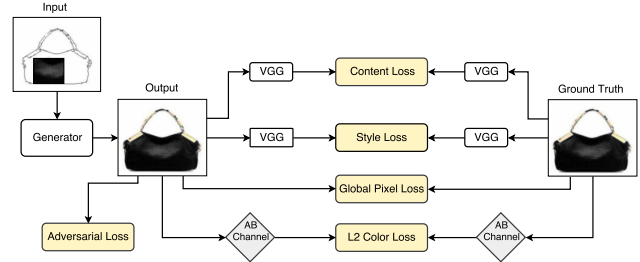 Input
Output
Ground Truth
VGG
Content Loss
VGG
Generator
VGG
Style Loss
VGG
Global Pixel Loss
Adversarial Loss
AB
Channel
L2 Color Loss
AB
Channel